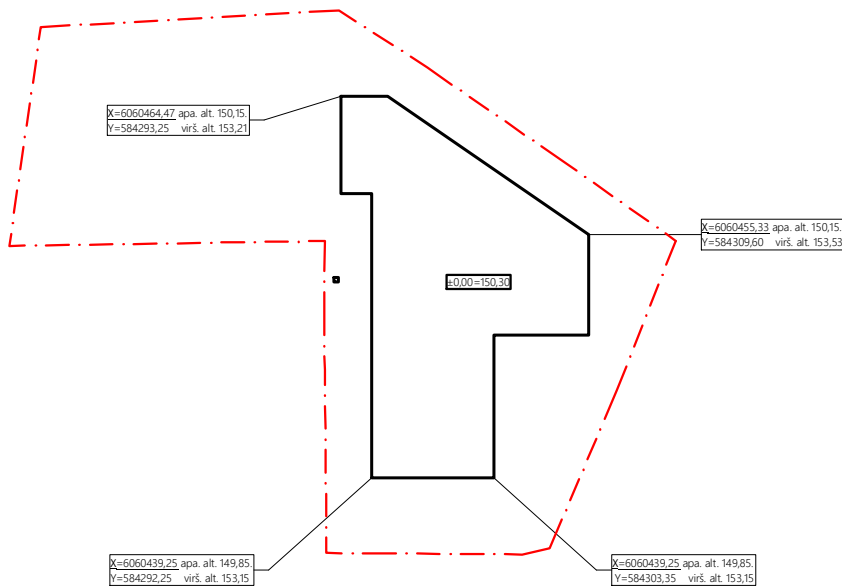 X=6060464,47 apa. alt. 150,15.
Y=584293,25 virš. alt. 153,21
X=6060455,33 apa. alt. 150,15.
Y=584309,60 virš. alt. 153,53
±0,00=150,30
X=6060439,25 apa. alt. 149,85.
Y=584292,25 virš. alt. 153,15
X=6060439,25 apa. alt. 149,85.
Y=584303,35 virš. alt. 153,15